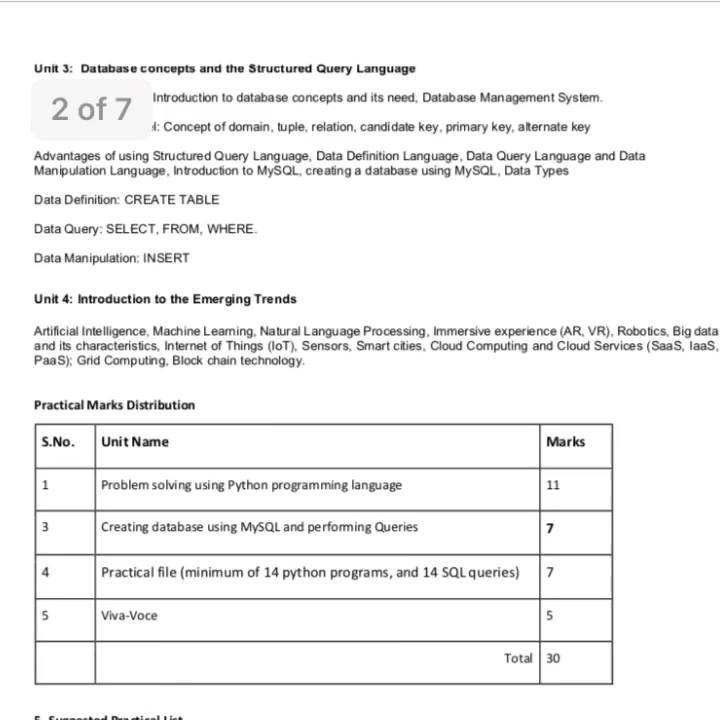 Unit 3: Database concepts and the Structured Query Language
2 of 7
Introduction to database concepts and its need, Database Management System.
l: Concept of domain, tuple, relation, candidate key, primary key, alternate key
Advantages of using Structured Query Language, Data Definition Language, Data Query Language and Data
Manipulation Language, Introduction to MySQL, creating a database using MySQL, Data Types
Data Definition: CREATE TABLE
Data Query: SELECT, FROM, WHERE.
Data Manipulation: INSERT
Unit 4: Introduction to the Emerging Trends
Artificial Intelligence, Machine Learning, Natural Language Processing, Immersive experience (AR, VR), Robotics, Big data
and its characteristics, Internet of Things (IoT), Sensors, Smart cities, Cloud Computing and Cloud Services (SaaS, IaaS,
PaaS); Grid Computing, Block chain technology.
Practical Marks Distribution
S.No. Unit Name Marks
1 Problem solving using Python programming language 11
3 Creating database using MySQL and performing Queries 7
4 Practical file (minimum of 14 python programs, and 14 SQL queries) 7
5 Viva-Voce 5
Total 30
5. Suggested Practical List